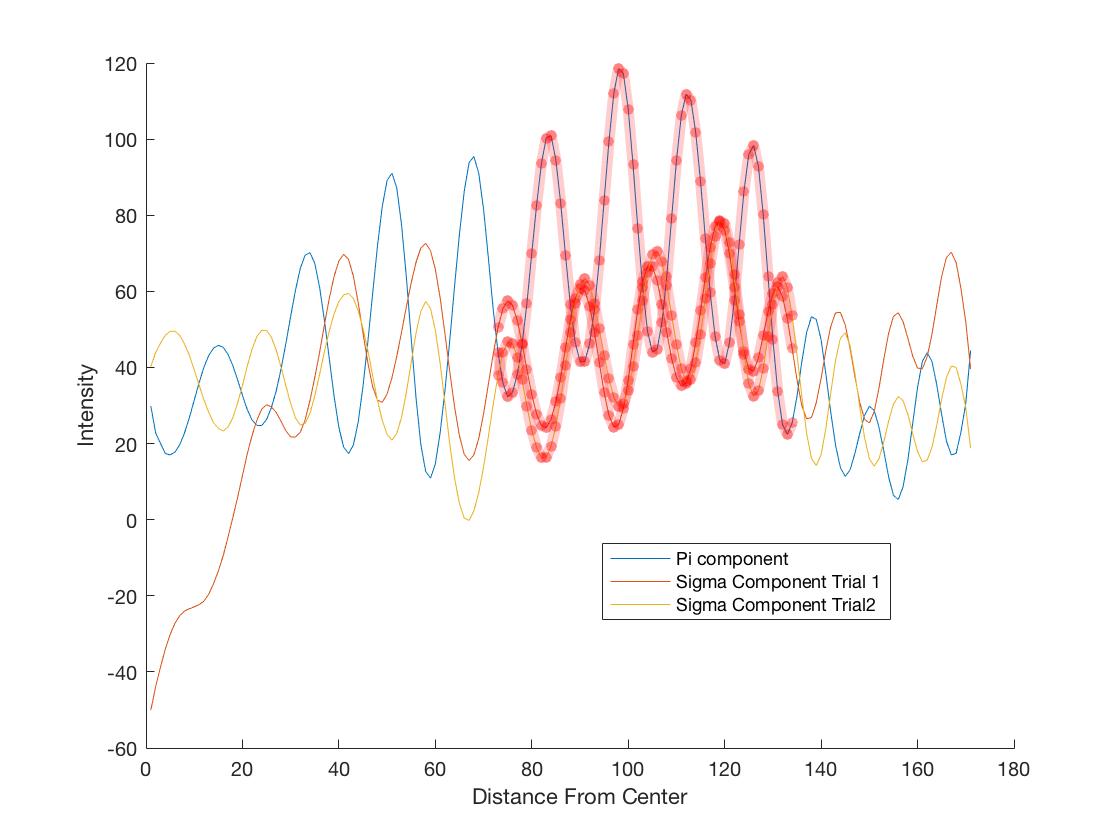 120
100
80
60
40
20
0
-20
-40
-60
Intensity
Pi component
Sigma Component Trial 1
Sigma Component Trial2
0 20 40 60 80 100 120 140 160 180
Distance From Center